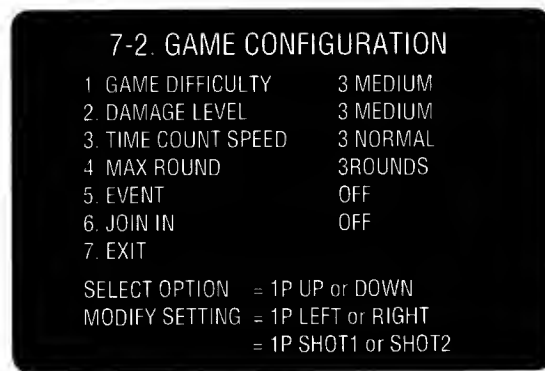 7-2. GAME CONFIGURATION
1 GAME DIFFICULTY 3 MEDIUM
2. DAMAGE LEVEL 3 MEDIUM
3. TIME COUNT SPEED 3 NORMAL
4 MAX ROUND 3ROUNDS
5. EVENT OFF
6. JOIN IN OFF
7. EXIT
SELECT OPTION = 1P UP or DOWN
MODIFY SETTING = 1P LEFT or RIGHT
= 1P SHOT1 or SHOT2